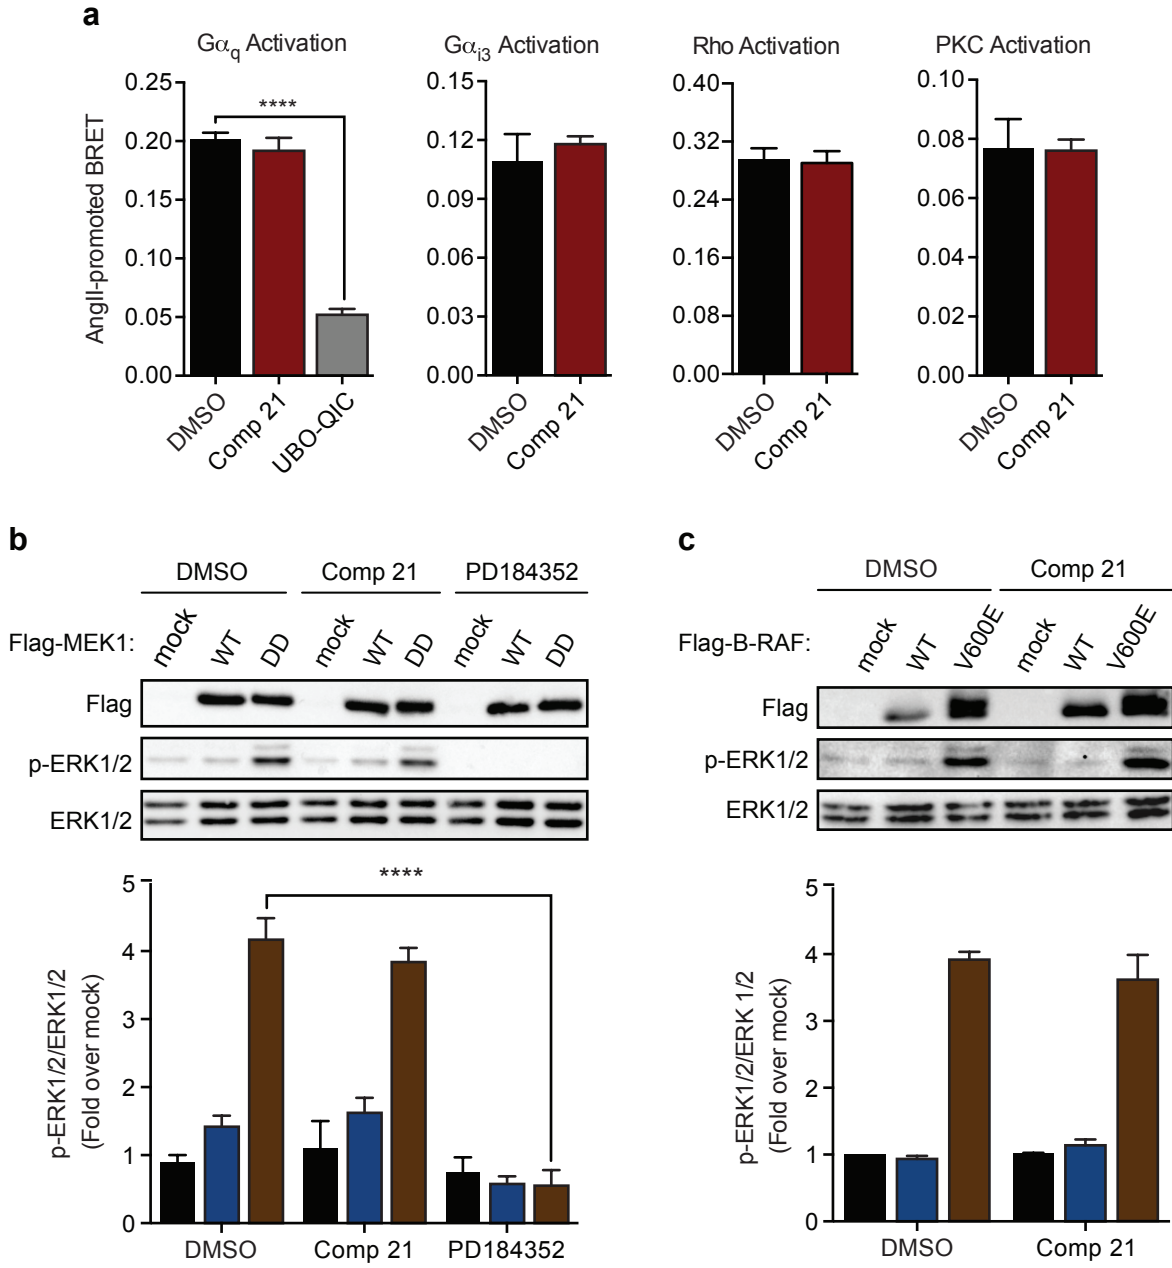 a
Gαq Activation
Gαi3 Activation
Rho Activation
PKC Activation
AngII-promoted BRET
0.25
0.20
0.15
0.10
0.05
0.00
DMSO
Comp 21
UBO-QIC
****
0.15
0.12
0.09
0.06
0.03
0.00
DMSO
Comp 21
0.40
0.32
0.24
0.16
0.08
0.00
DMSO
Comp 21
0.10
0.08
0.06
0.04
0.02
0.00
DMSO
Comp 21
b
DMSO Comp 21 PD184352
Flag-MEK1: mock WT DD mock WT DD mock WT DD
Flag
p-ERK1/2
ERK1/2
p-ERK1/2/ERK1/2
(Fold over mock)
5
4
3
2
1
0
****
DMSO Comp 21 PD184352
c
DMSO Comp 21
Flag-B-RAF: mock WT V600E mock WT V600E
Flag
p-ERK1/2
ERK1/2
p-ERK1/2/ERK 1/2
(Fold over mock)
5
4
3
2
1
0
DMSO Comp 21